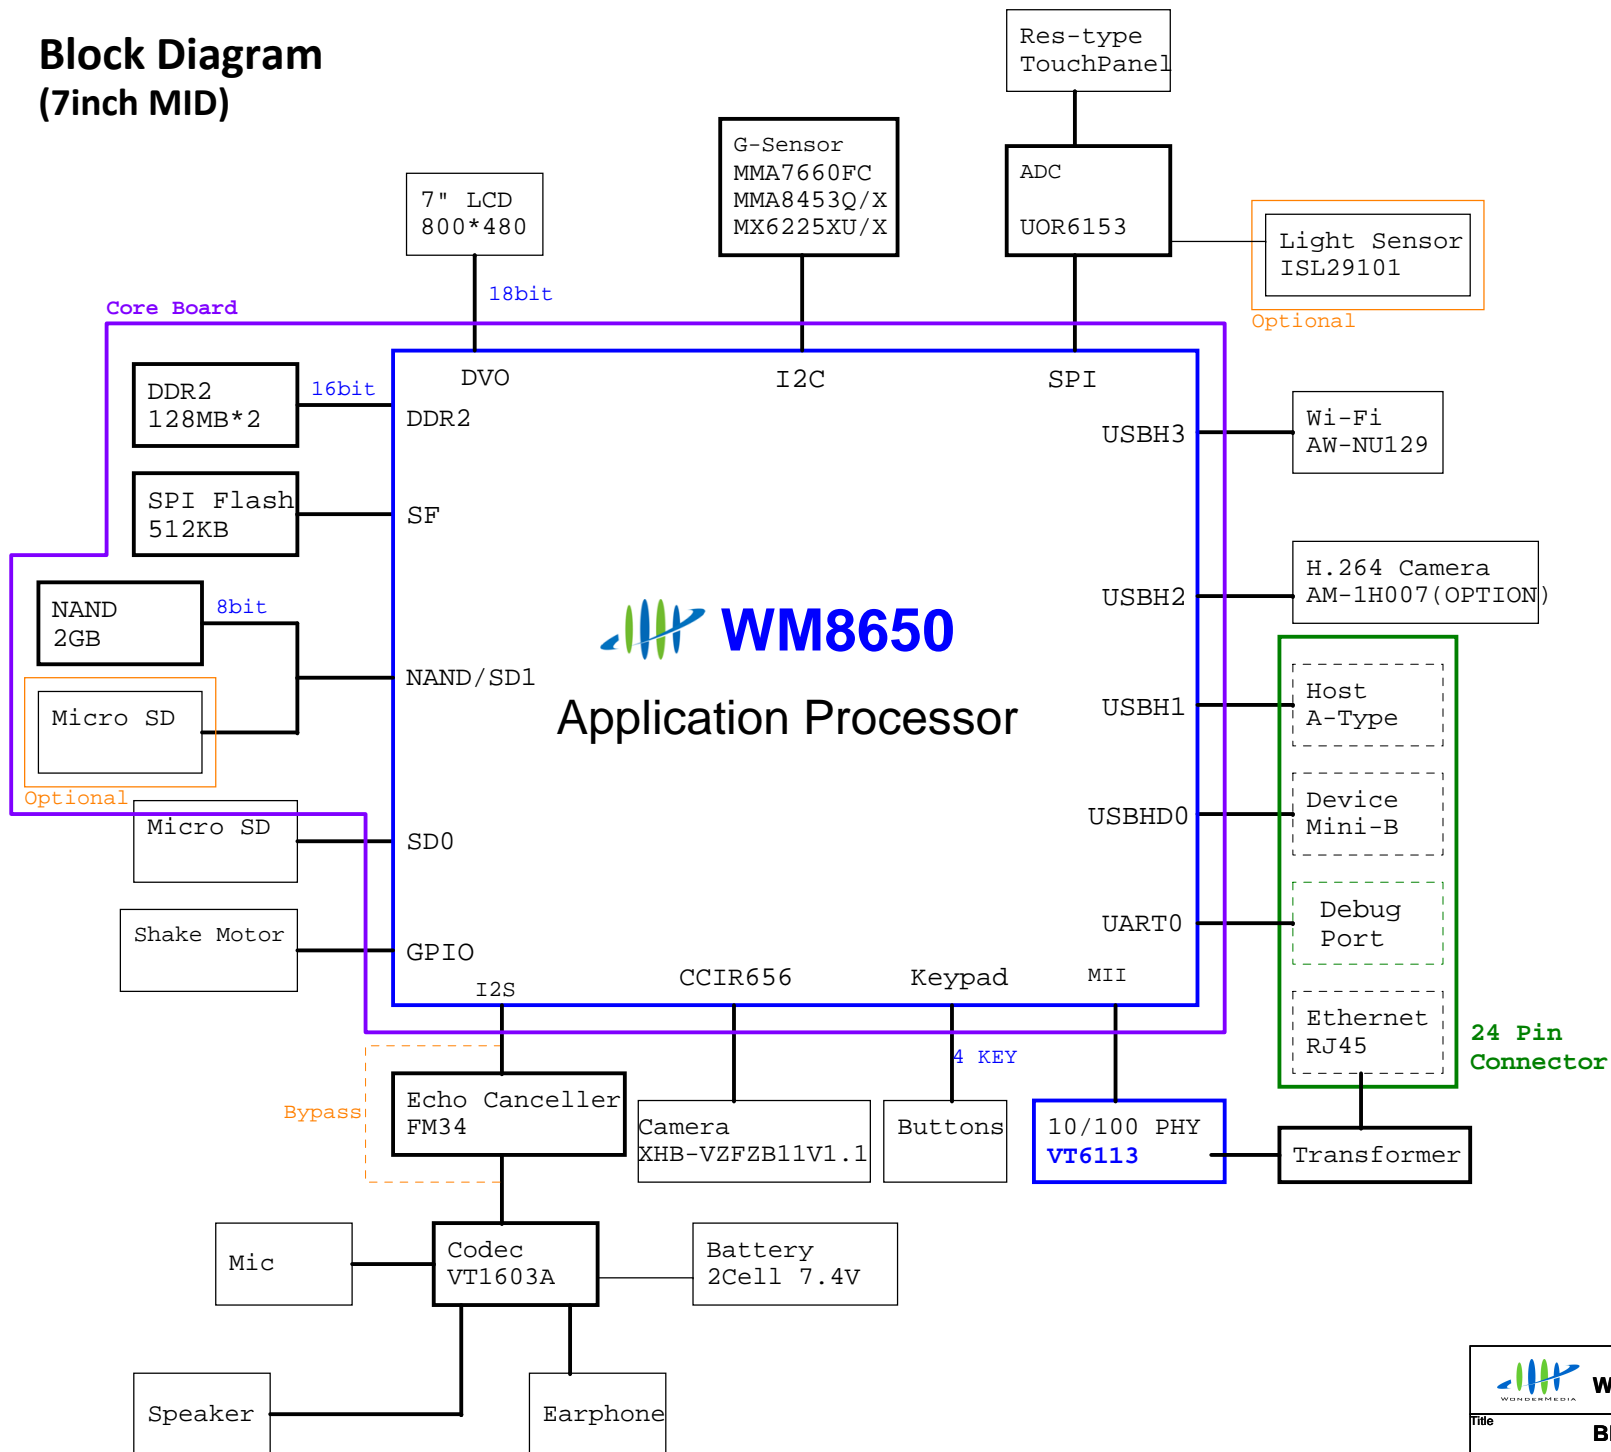 Block Diagram
(7inch MID)
Res-type
TouchPanel
G-Sensor
MMA7660FC
MMA8453Q/X
MX6225XU/X
ADC
UOR6153
7" LCD
800*480
Light Sensor
ISL29101
Optional
18bit
Core Board
DVO
I2C
SPI
DDR2
128MB*2
16bit
DDR2
USBH3
Wi-Fi
AW-NU129
SPI Flash
512KB
SF
H.264 Camera
AM-1H007(OPTION)
USBH2
NAND
2GB
8bit
WM8650
Application Processor
NAND/SD1
Micro SD
Optional
USBH1
Host
A-Type
Device
Mini-B
USBHD0
Micro SD
SD0
Debug
Port
UART0
Shake Motor
GPIO
I2S
CCIR656
Keypad
MII
Ethernet
RJ45
24 Pin
Connector
4 KEY
Bypass
Echo Canceller
FM34
Camera
XHB-VZFZB11V1.1
Buttons
10/100 PHY
VT6113
Transformer
Mic
Codec
VT1603A
Battery
2Cell 7.4V
Speaker
Earphone
WONDERMEDIA
W
Title